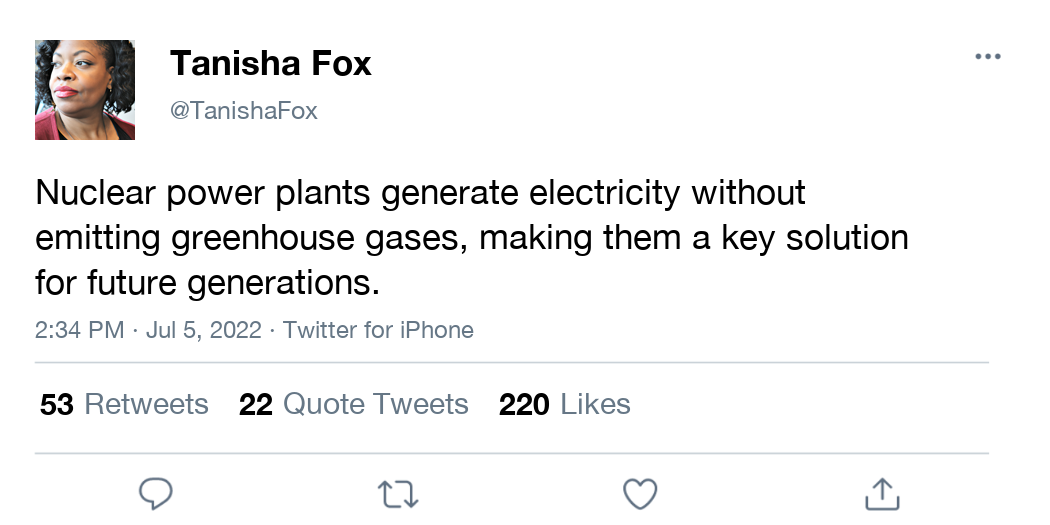 Tanisha Fox
@TanishaFox
Nuclear power plants generate electricity without
emitting greenhouse gases, making them a key solution
for future generations.
2:34 PM · Jul 5, 2022 · Twitter for iPhone
53 Retweets 22 Quote Tweets 220 Likes